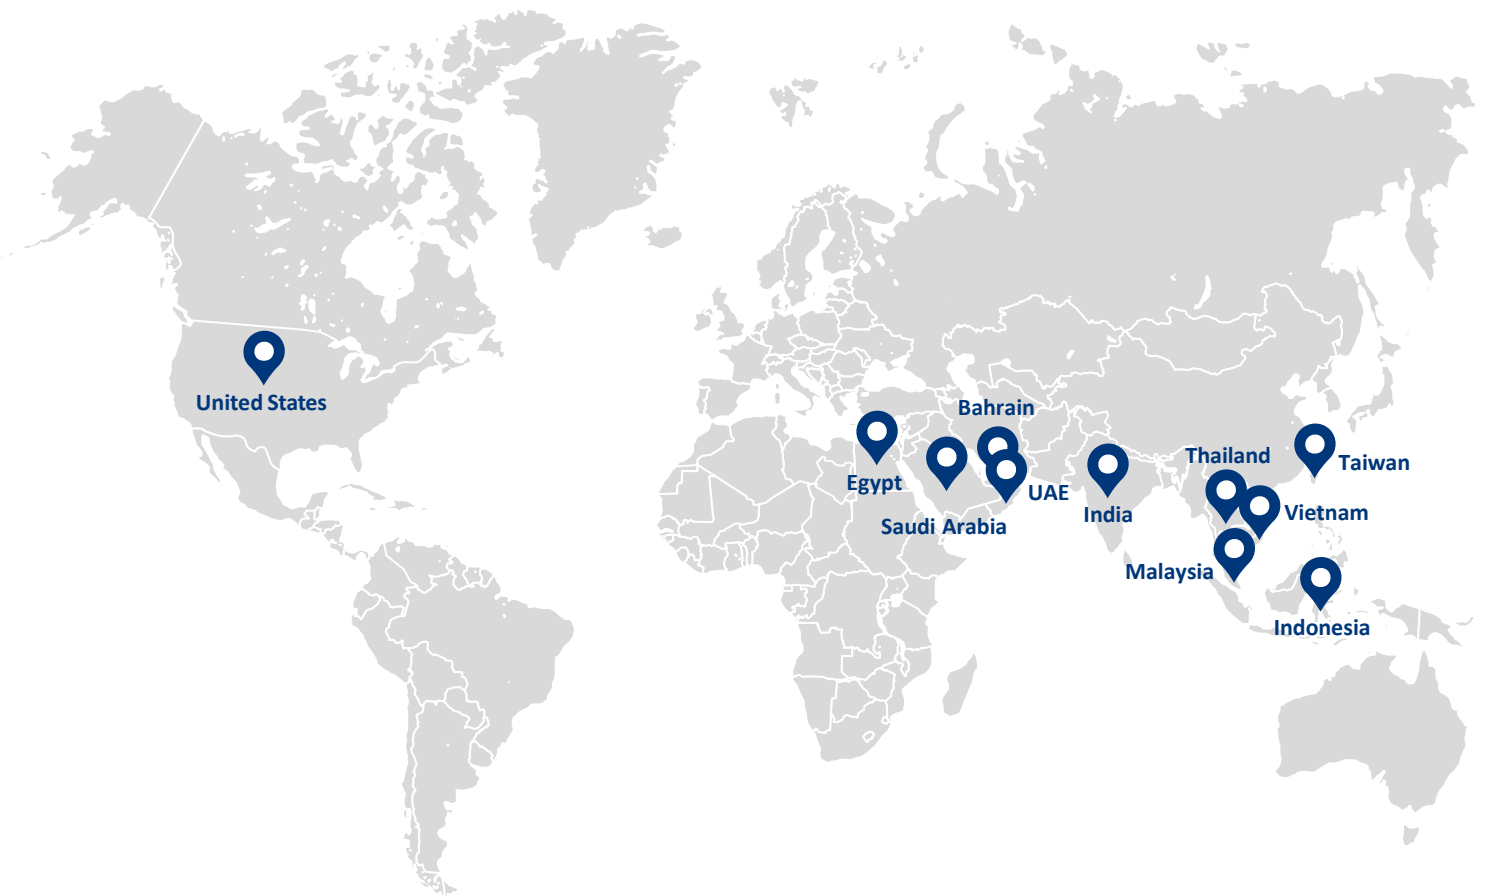 United States
Bahrain
Egypt
UAE
Saudi Arabia
India
Thailand
Taiwan
Vietnam
Malaysia
Indonesia